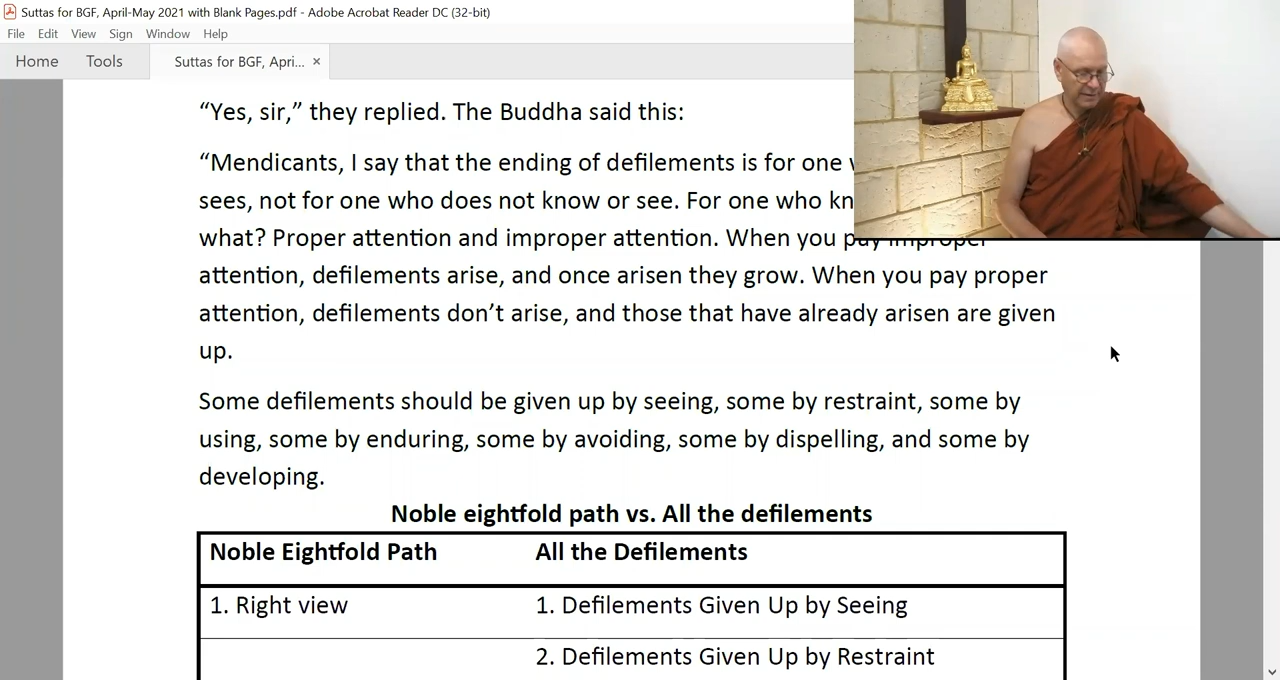 Suttas for BGF, April-May 2021 with Blank Pages.pdf - Adobe Acrobat Reader DC (32-bit)
File Edit View Sign Window Help
Home Tools Suttas for BGF, Apri... ×
“Yes, sir,” they replied. The Buddha said this:
“Mendicants, I say that the ending of defilements is for one
sees, not for one who does not know or see. For one who
what? Proper attention and improper attention. When you pay improper
attention, defilements arise, and once arisen they grow. When you pay proper
attention, defilements don’t arise, and those that have already arisen are given
up.
Some defilements should be given up by seeing, some by restraint, some by
using, some by enduring, some by avoiding, some by dispelling, and some by
developing.
Noble eightfold path vs. All the defilements
Noble Eightfold Path All the Defilements
1. Right view 1. Defilements Given Up by Seeing
2. Defilements Given Up by Restraint